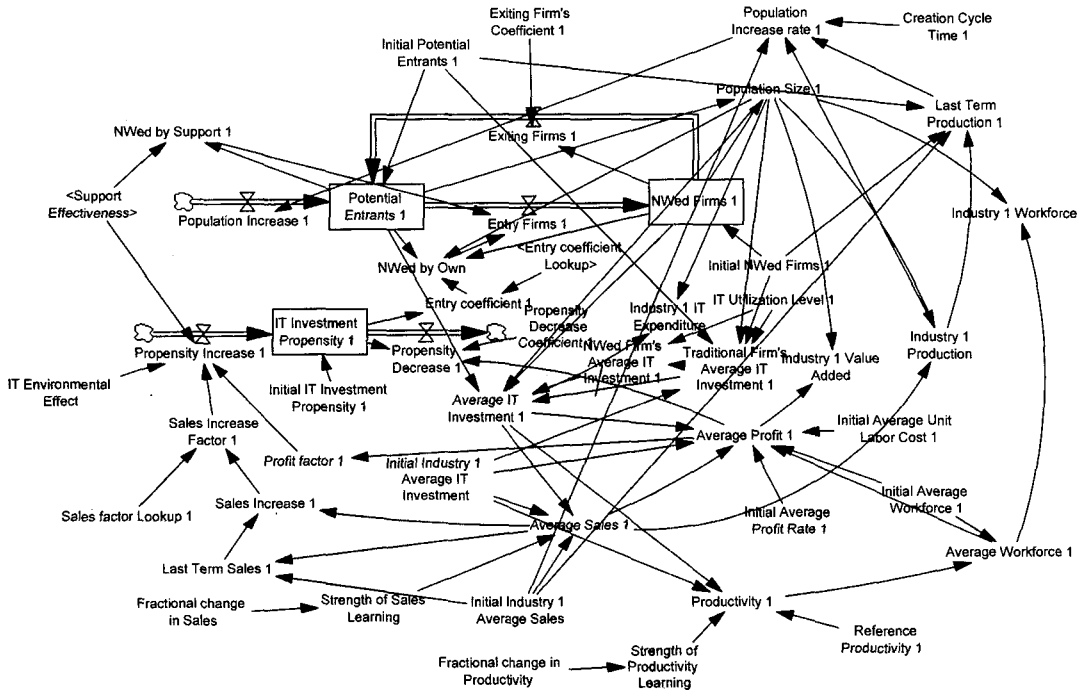 Exiting Firm's
Coefficient 1
Population
Increase rate 1
Creation Cycle
Time 1
Initial Potential
Entrants 1
Population Size 1
Last Term
Production 1
NWed by Support 1
Exiting Firms 1
<Support
Effectiveness>
Population Increase 1
Potential
Entrants 1
Entry Firms 1
NWed Firms 1
Industry 1 Workforce
<Entry coefficient
Lookup>
NWed by Own
Initial NWed Firms 1
Entry coefficient 1
Industry 1 IT
Expenditure
IT Utilization Level 1
IT Investment
Propensity 1
Propensity
Decrease
Coefficient 1
Propensity Increase 1
Propensity
Decrease 1
NWed Firm's
Average IT
Investment 1
Traditional Firm's
Average IT
Investment 1
Industry 1 Value
Added
Industry 1
Production
IT Environmental
Effect
Initial IT Investment
Propensity 1
Average IT
Investment 1
Sales Increase
Factor 1
Profit factor 1
Initial Industry 1
Average IT
Investment
Average Profit 1
Initial Average Unit
Labor Cost 1
Sales factor Lookup 1
Sales Increase 1
Average Sales 1
Initial Average
Profit Rate 1
Initial Average
Workforce 1
Average Workforce 1
Last Term Sales 1
Fractional change
in Sales
Strength of Sales
Learning
Initial Industry 1
Average Sales
Productivity 1
Reference
Productivity 1
Fractional change in
Productivity
Strength of
Productivity
Learning